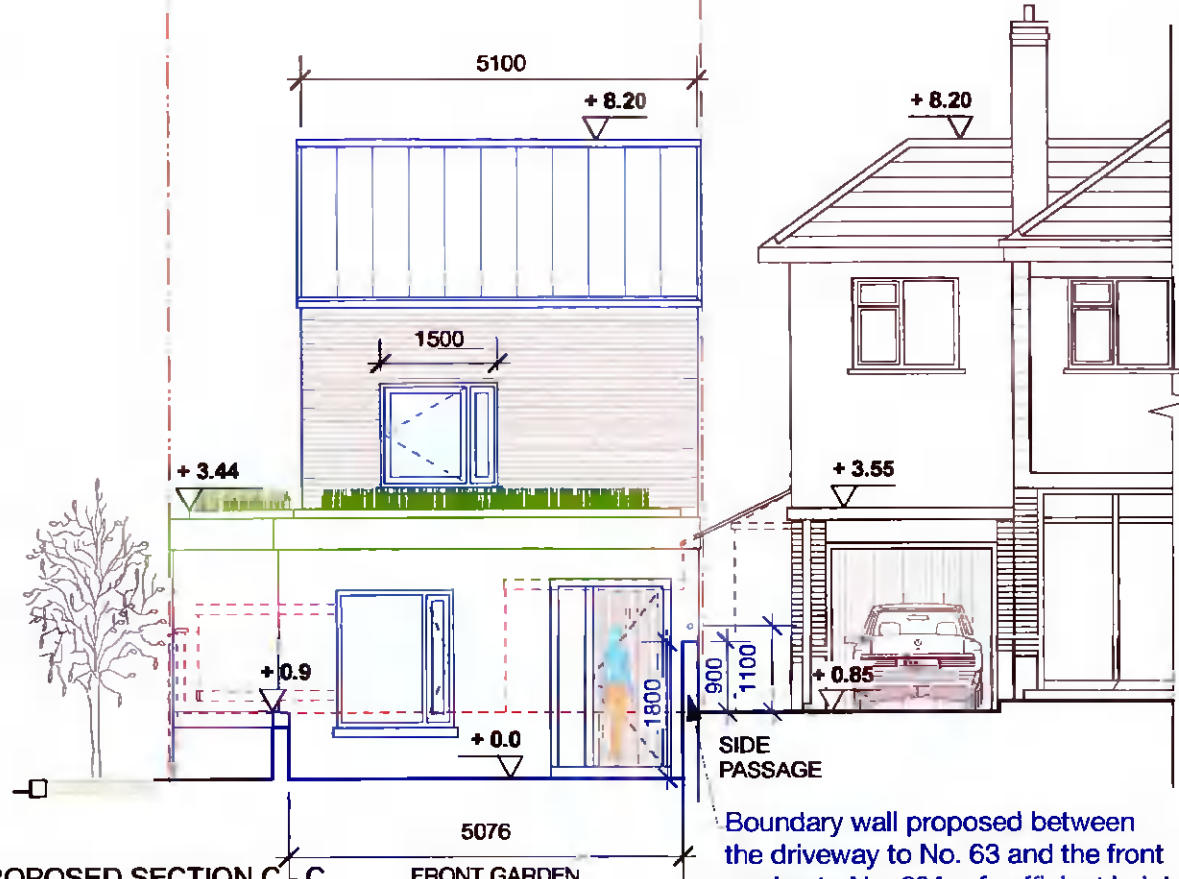 5100
+ 8.20
+ 8.20
1500
+ 3.44
+ 3.55
+ 0.9
1800
900
1100
+ 0.85
+ 0.0
SIDE
PASSAGE
5076
FRONT GARDEN
Boundary wall proposed between
the driveway to No. 63 and the front
PROPOSED SECTION C - C